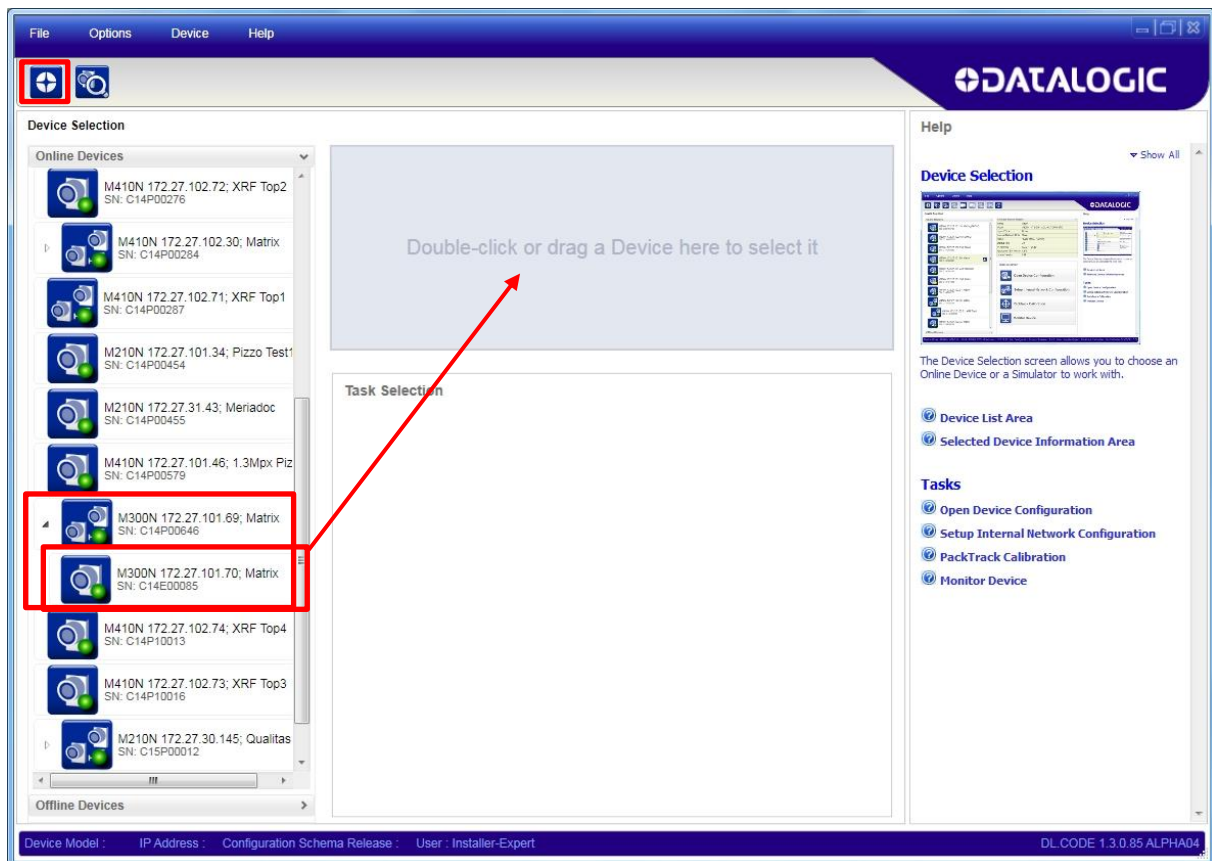 File Options Device Help
DATALOGIC
Device Selection
Online Devices
M410N 172.27.102.72; XRF Top2
SN: C14P00276
M410N 172.27.102.30; Matrix
SN: C14P00284
M410N 172.27.102.71; XRF Top1
SN: C14P00287
M210N 172.27.101.34; Pizzo Test1
SN: C14P00454
M210N 172.27.31.43; Meriadoc
SN: C14P00455
M410N 172.27.101.46; 1.3Mpx Piz
SN: C14P00579
M300N 172.27.101.69; Matrix
SN: C14P00646
M300N 172.27.101.70; Matrix
SN: C14E00085
M410N 172.27.102.74; XRF Top4
SN: C14P10013
M410N 172.27.102.73; XRF Top3
SN: C14P10016
M210N 172.27.30.145; Qualitas
SN: C15P00012
Offline Devices
Double-click or drag a Device here to select it
Task Selection
Help
Show All
Device Selection
DATALOGIC
The Device Selection screen allows you to choose an
Online Device or a Simulator to work with.
Device List Area
Selected Device Information Area
Tasks
Open Device Configuration
Setup Internal Network Configuration
PackTrack Calibration
Monitor Device
Device Model : IP Address : Configuration Schema Release : User : Installer-Expert
DL.CODE 1.3.0.85 ALPHA04